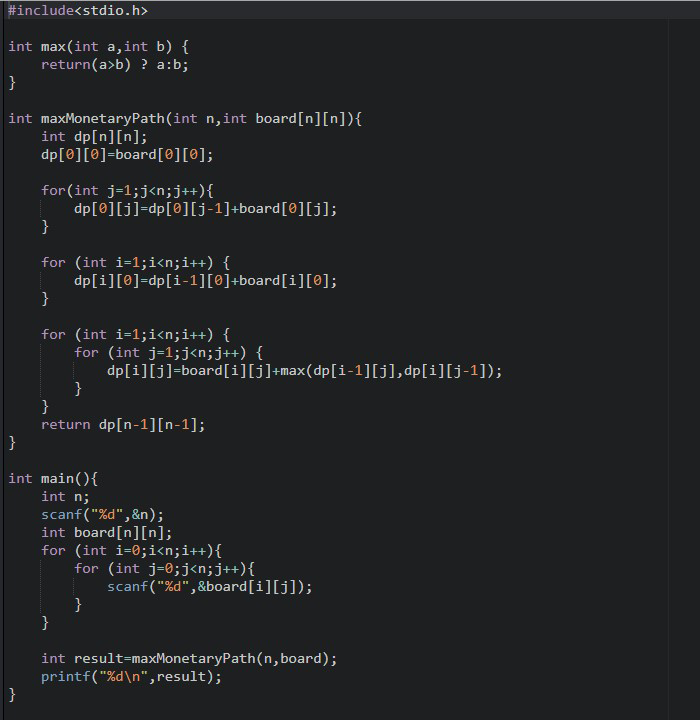 #include<stdio.h>
int max(int a,int b) {
return(a>b) ? a:b;
}
int maxMonetaryPath(int n,int board[n][n]){
int dp[n][n];
dp[0][0]=board[0][0];
for(int j=1;j<n;j++){
dp[0][j]=dp[0][j-1]+board[0][j];
}
for (int i=1;i<n;i++) {
dp[i][0]=dp[i-1][0]+board[i][0];
}
for (int i=1;i<n;i++) {
for (int j=1;j<n;j++) {
dp[i][j]=board[i][j]+max(dp[i-1][j],dp[i][j-1]);
}
}
return dp[n-1][n-1];
}
int main(){
int n;
scanf("%d",&n);
int board[n][n];
for (int i=0;i<n;i++){
for (int j=0;j<n;j++){
scanf("%d",&board[i][j]);
}
}
int result=maxMonetaryPath(n,board);
printf("%d\n",result);
}